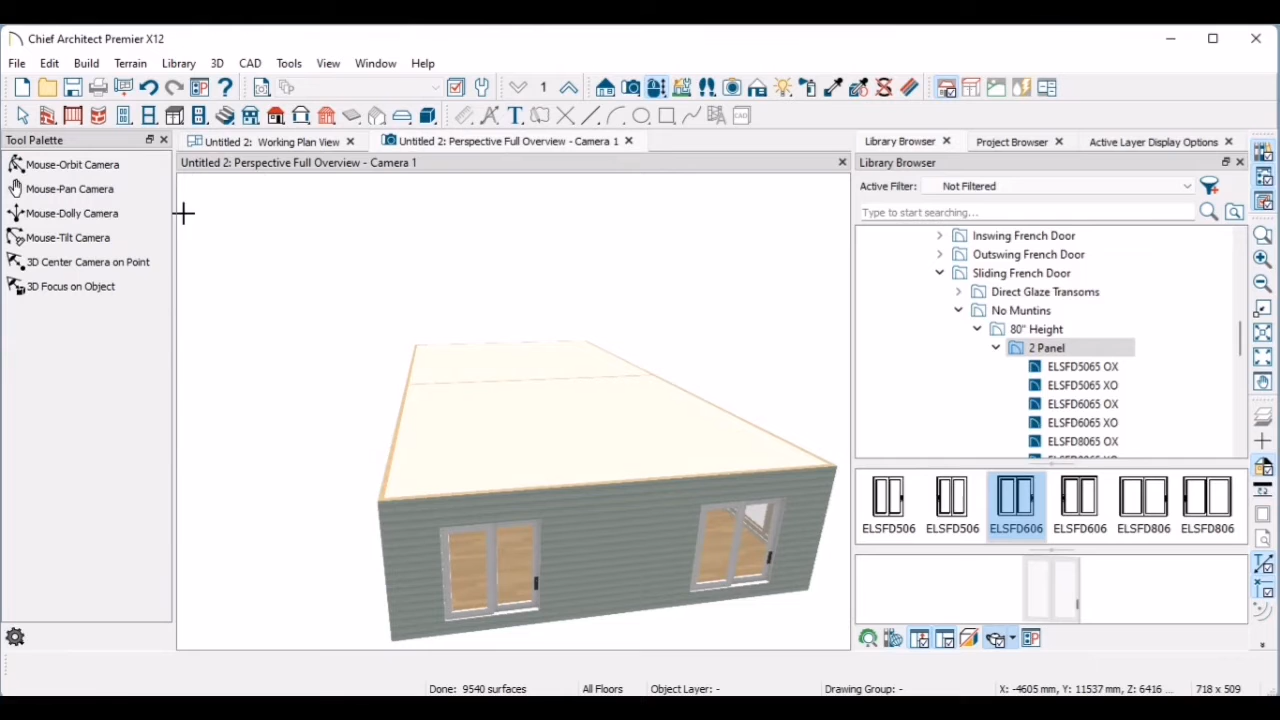 Chief Architect Premier X12
File Edit Build Terrain Library 3D CAD Tools View Window Help
1
Tool Palette
Untitled 2: Working Plan View
Untitled 2: Perspective Full Overview - Camera 1
Library Browser
Project Browser
Active Layer Display Options
Untitled 2: Perspective Full Overview - Camera 1
Library Browser
Mouse-Orbit Camera
Mouse-Pan Camera
Mouse-Dolly Camera
Mouse-Tilt Camera
3D Center Camera on Point
3D Focus on Object
Active Filter: Not Filtered
Type to start searching...
Inswing French Door
Outswing French Door
Sliding French Door
Direct Glaze Transoms
No Muntins
80" Height
2 Panel
ELSFD5065 OX
ELSFD5065 XO
ELSFD6065 OX
ELSFD6065 XO
ELSFD8065 OX
ELSFD506 ELSFD506 ELSFD606 ELSFD606 ELSFD806 ELSFD806
Done: 9540 surfaces
All Floors
Object Layer: -
Drawing Group: -
X: -4605 mm, Y: 11537 mm, Z: 6416 ...
718 x 509